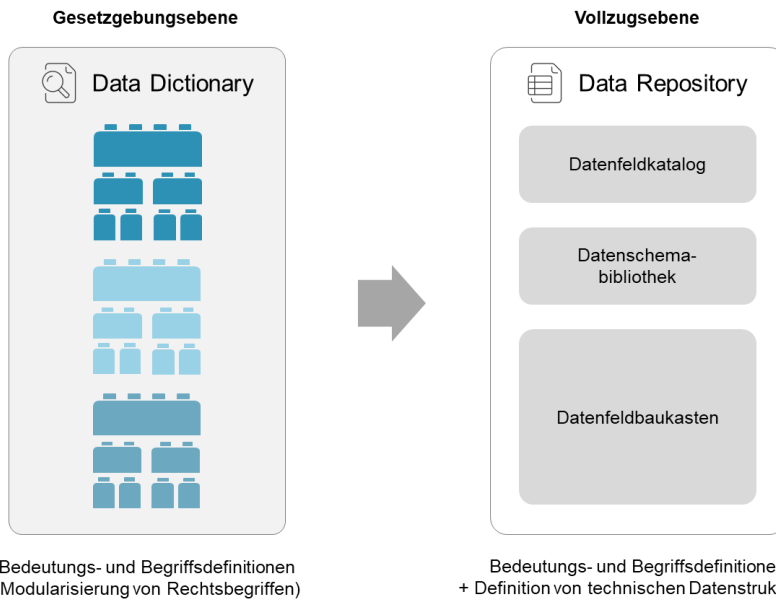 Gesetzgebungsebene
Vollzugsebene
Data Dictionary
Data Repository
Datenfeldkatalog
Datenschema-
bibliothek
Datenfeldbaukasten
Bedeutungs- und Begriffsdefinitionen
Modularisierung von Rechtsbegriffen)
Bedeutungs- und Begriffsdefinitione
+ Definition von technischen Datenstruk